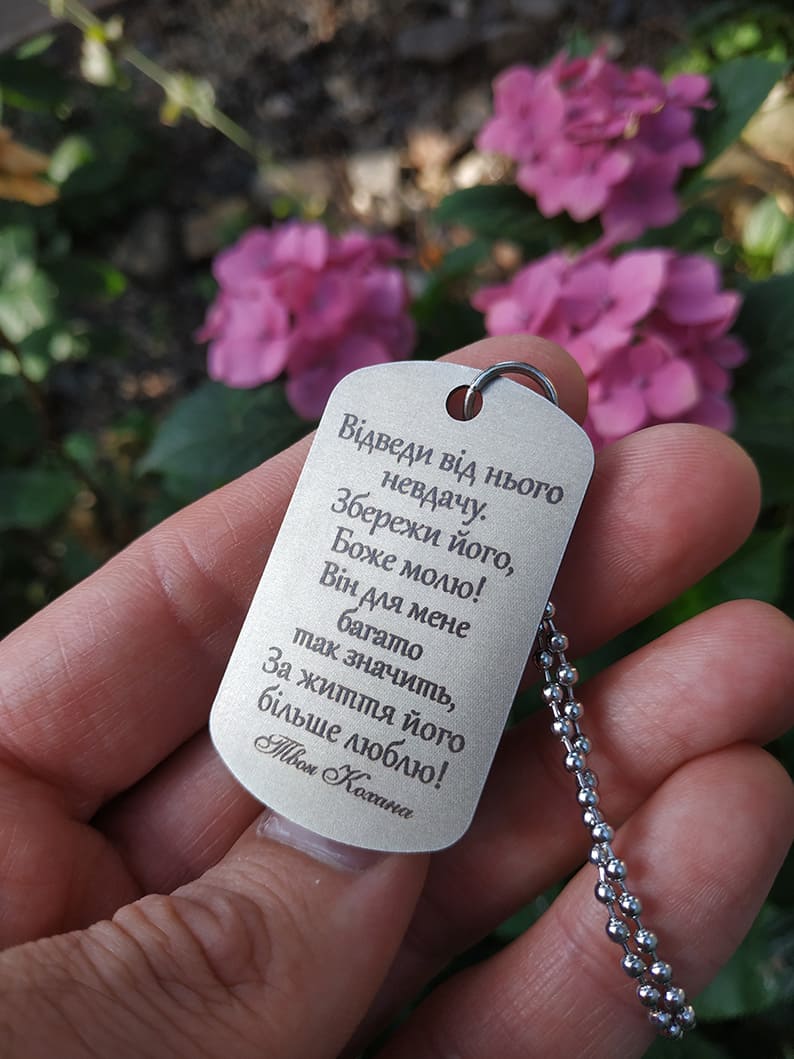 Відведи від нього
невдачу.
Збережи його,
Боже молю!
Він для мене
багато
так значить,
За життя його
більше люблю!
Твоя Кохана